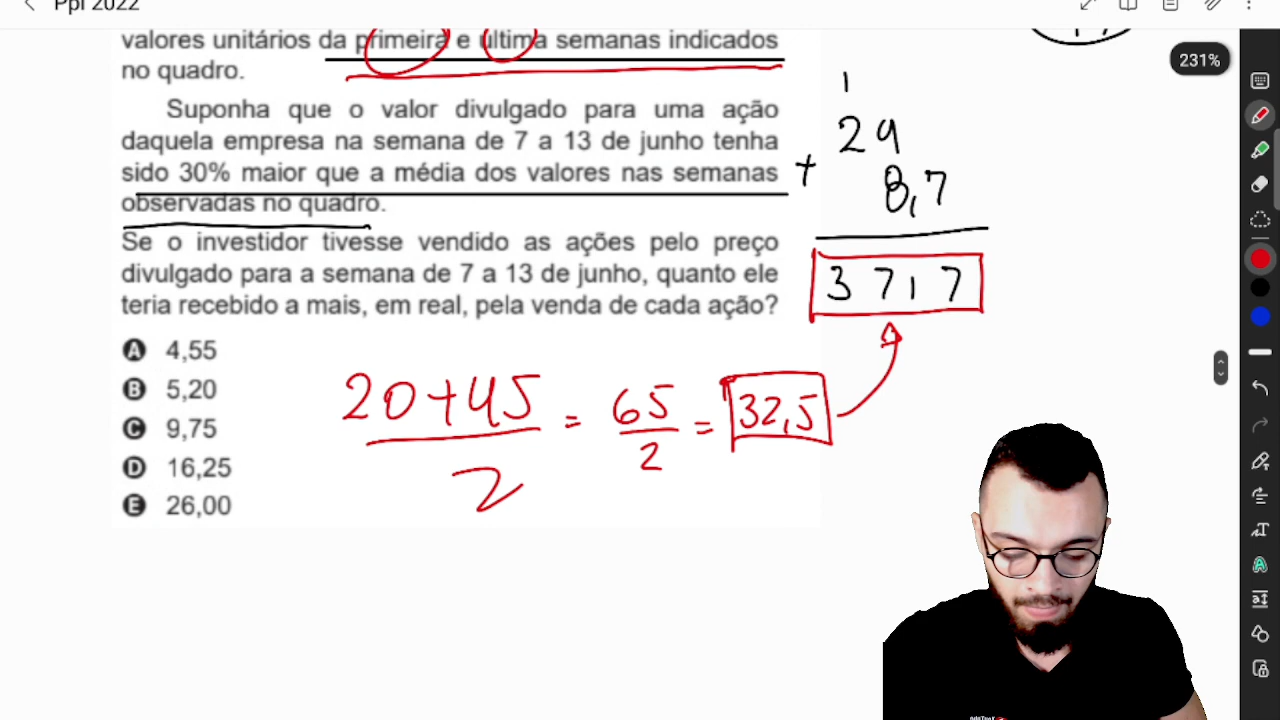 Ppl 2022
231%
valores unitários da primeira e última semanas indicados
no quadro.
Suponha que o valor divulgado para uma ação
daquela empresa na semana de 7 a 13 de junho tenha
sido 30% maior que a média dos valores nas semanas
observadas no quadro.
Se o investidor tivesse vendido as ações pelo preço
divulgado para a semana de 7 a 13 de junho, quanto ele
teria recebido a mais, em real, pela venda de cada ação?
A 4,55
B 5,20
C 9,75
D 16,25
E 26,00
1
29
+ 8,7
37,7
20+45
= 65 = 32,5
2 2